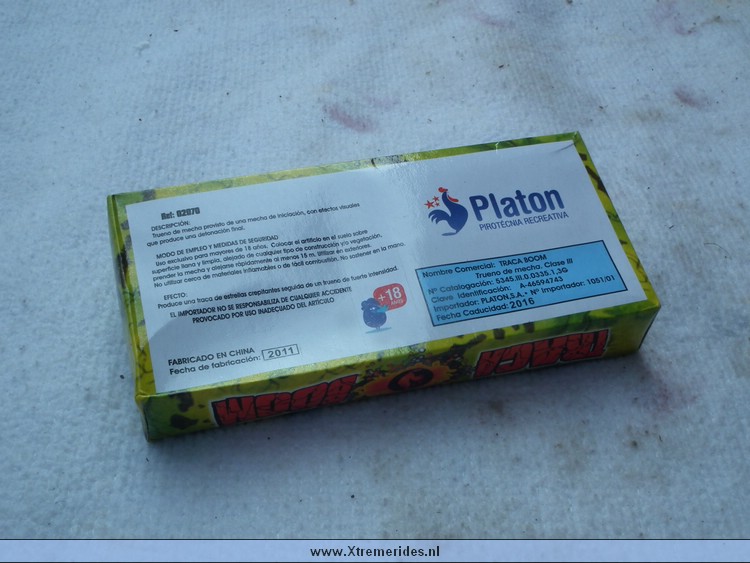 Ref: 02070
DESCRIPCIÓN:
Trueno de mecha provisto de una mecha de iniciación, con efectos visuales
que produce una detonación final.
MODO DE EMPLEO Y MEDIDAS DE SEGURIDAD
Uso exclusivo para mayores de 18 años. Colocar el artificio en el suelo sobre
superficie llana y limpia, alejado de cualquier tipo de construcción y/o vegetación.
Prender la mecha y alejarse rápidamente al menos 15 m. Utilizar en exteriores.
No utilizar cerca de materiales inflamables o de fácil combustión. No sostener en la mano.
EFECTO:
Produce una traca de estrellas crepitantes seguida de un trueno de fuerte intensidad.
EL IMPORTADOR NO SE RESPONSABILIZA DE CUALQUIER ACCIDENTE
PROVOCADO POR USO INADECUADO DEL ARTÍCULO
+18
AÑOS
FABRICADO EN CHINA
Fecha de fabricación: 2011
Platon
PIROTÈCNIA RECREATIVA
Nombre Comercial: TRACA BOOM
Trueno de mecha. Clase III
Nº Catalogación: 5345.III.0.0335.1.3G
Clave Identificación: A-46594743
Importador: PLATON,S.A.- Nº Importador: 1051/01
Fecha Caducidad: 2016
TRACA
BOOM
www.Xtremerides.nl